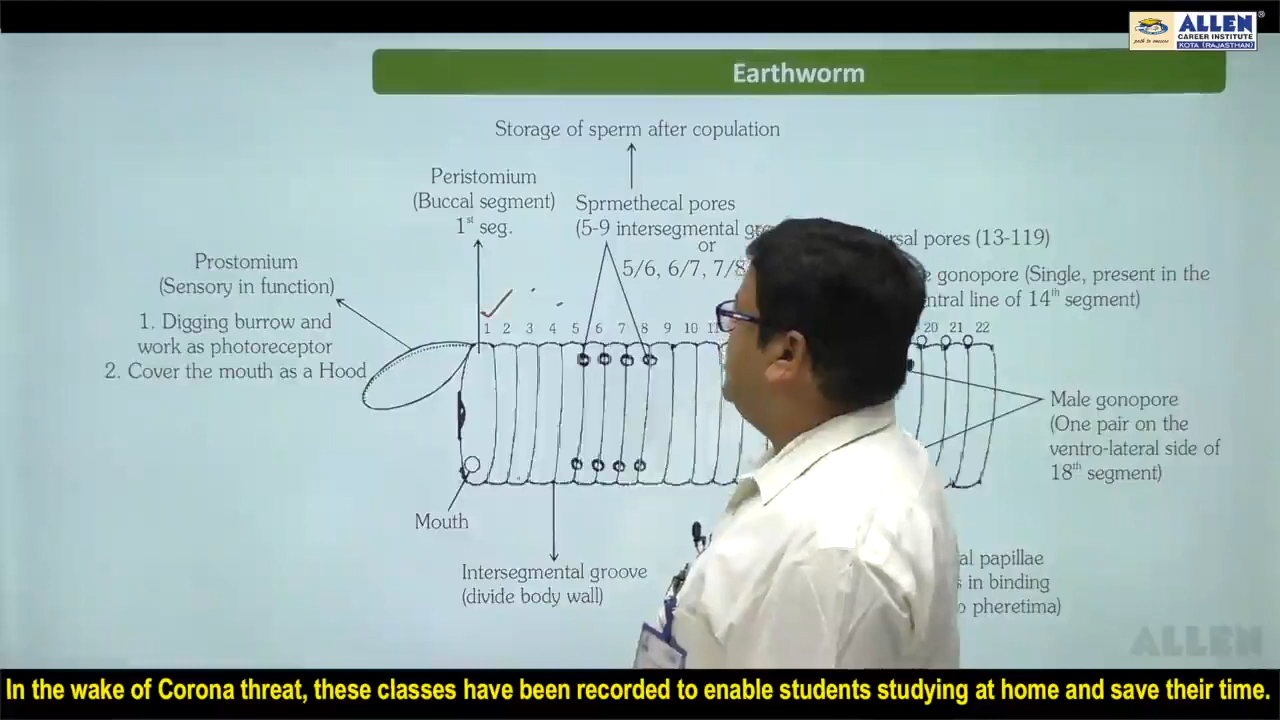 ALLEN
CAREER INSTITUTE
KOTA (RAJASTHAN)
path to success
Earthworm
Storage of sperm after copulation
Peristomium
(Buccal segment)
1st seg.
Sprmethecal pores
(5-9 intersegmental
or
5/6, 6/7, 7/8
Prostomium
(Sensory in function)
1. Digging burrow and
work as photoreceptor
2. Cover the mouth as a Hood
pores (13-119)
gonopore (Single, present in the
line of 14th segment)
1 2 3 4 5 6 7 8 9 10 20 21 22
Male gonopore
(One pair on the
ventro-lateral side of
18th segment)
Mouth
Intersegmental groove
(divide body wall)
papillae
in binding
pheretima)
ALLEN
In the wake of Corona threat, these classes have been recorded to enable students studying at home and save their time.